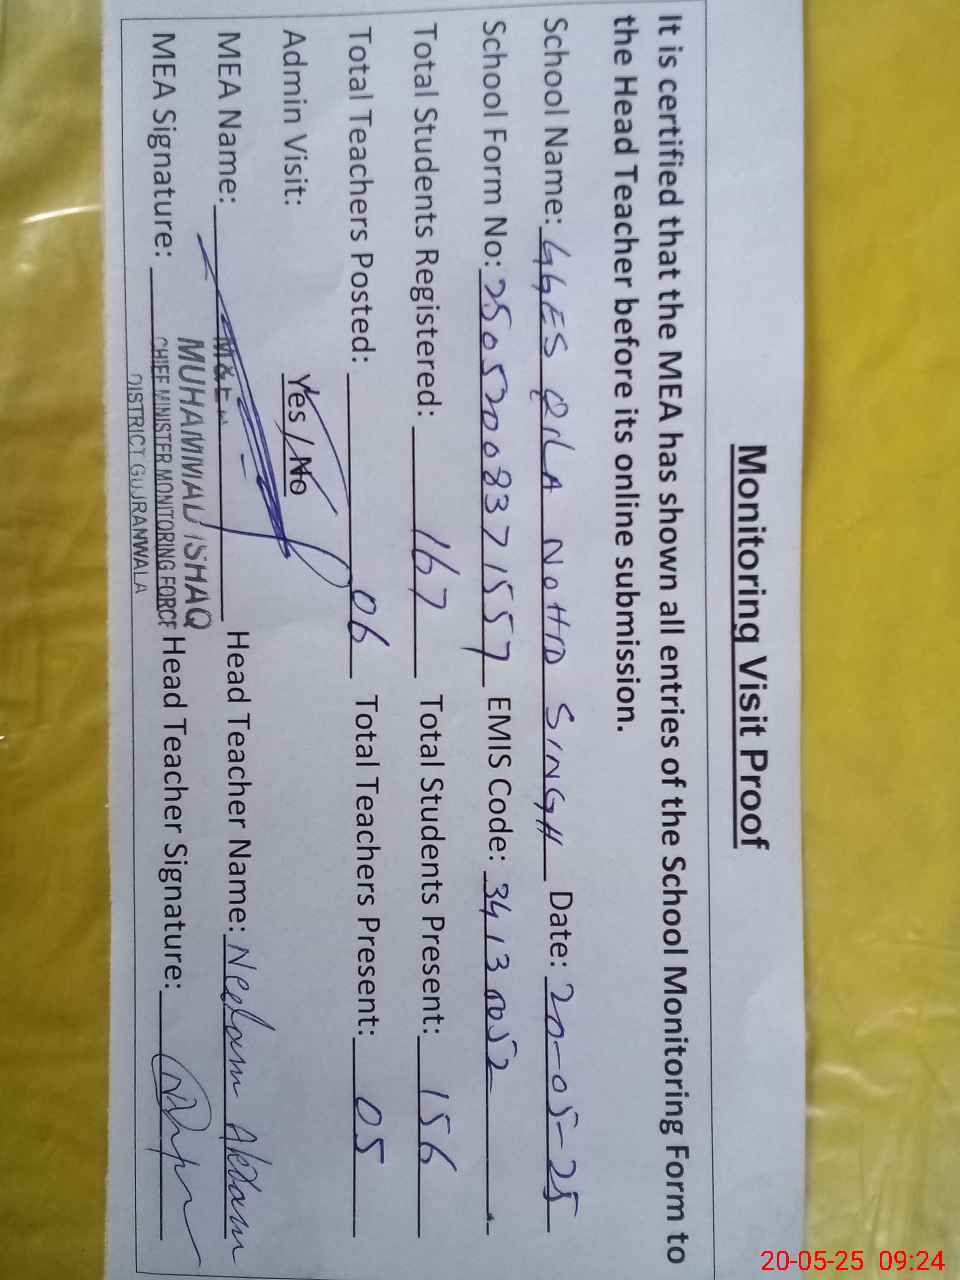 Monitoring Visit Proof
It is certified that the MEA has shown all entries of the School Monitoring Form to
the Head Teacher before its online submission.
School Name: GGES QILA NOTTID SINGH Date: 20-05-25
School Form No: 25052008371557 EMIS Code: 34130052
Total Students Registered: 167 Total Students Present: 156
Total Teachers Posted: 06 Total Teachers Present: 05
Admin Visit: Yes / No
MEA Name: Head Teacher Name: Neelam Akram
M & E
MUHAMMAD ISHAQ
MEA Signature: CHIEF MINISTER MONITORING FORCE Head Teacher Signature:
DISTRICT GUJRANWALA
20-05-25 09:24